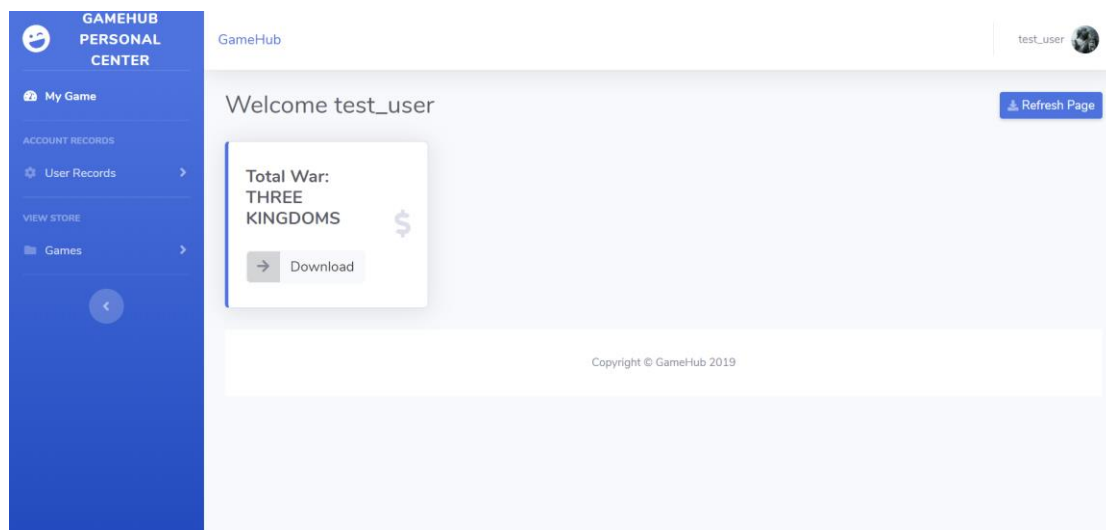 GAMEHUB
PERSONAL
CENTER
GameHub
test_user
My Game
Welcome test_user
Refresh Page
ACCOUNT RECORDS
User Records
VIEW STORE
Games
Total War:
THREE
KINGDOMS
$
Download
Copyright © GameHub 2019